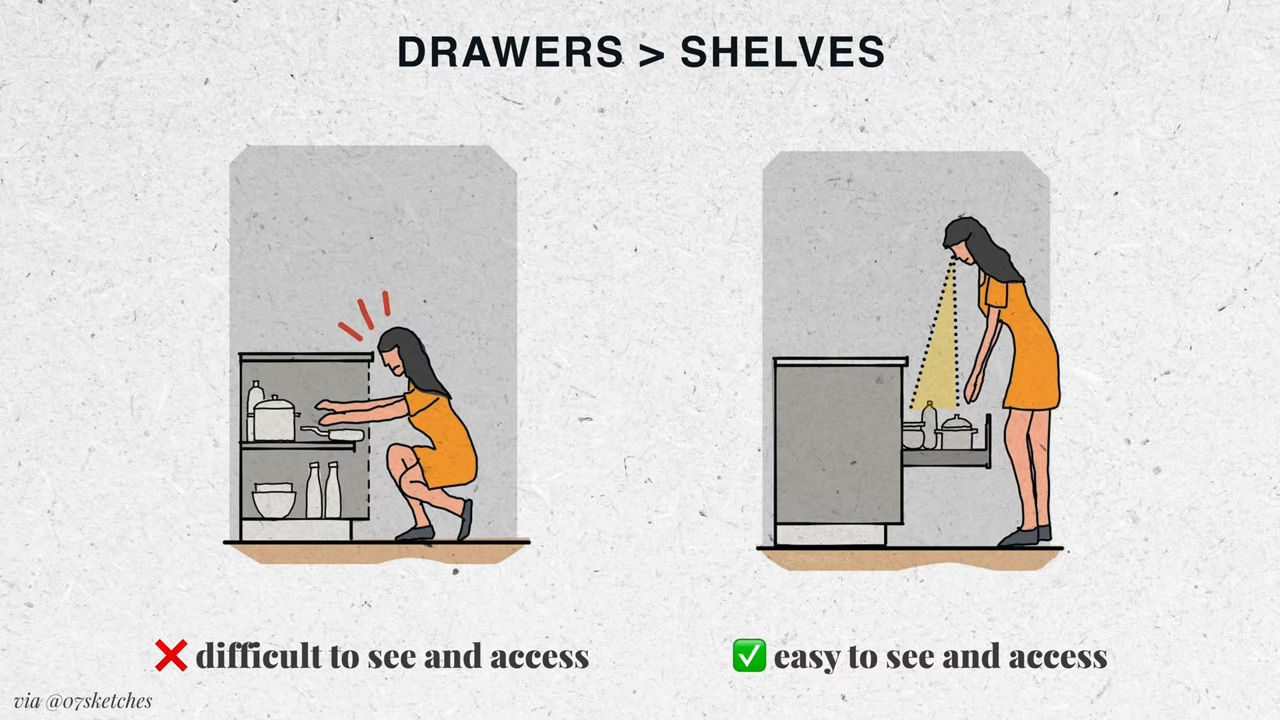 DRAWERS > SHELVES
❌ difficult to see and access
✅ easy to see and access
via @07sketches